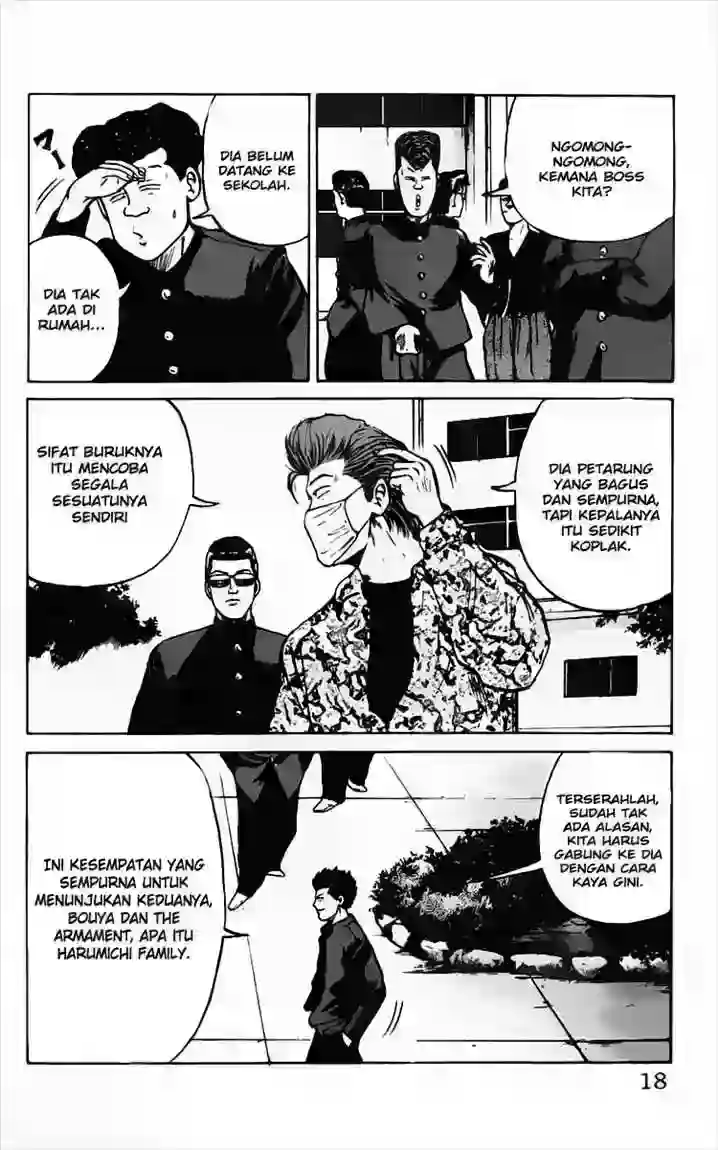 NGOMONG-
NGOMONG,
KEMANA BOSS
KITA?
DIA BELUM
DATANG KE
SEKOLAH.
DIA TAK
ADA DI
RUMAH...
DIA PETARUNG
YANG BAGUS
DAN SEMPURNA,
TAPI KEPALANYA
ITU SEDIKIT
KOPLAK.
SIFAT BURUKNYA
ITU MENCOBA
SEGALA
SESUATUNYA
SENDIRI
TERSERAHLAH,
SUDAH TAK
ADA ALASAN,
KITA HARUS
GABUNG KE DIA
DENGAN CARA
KAYA GINI.
INI KESEMPATAN YANG
SEMPURNA UNTUK
MENUNJUKAN KEDUANYA,
BOUYA DAN THE
ARMAMENT, APA ITU
HARUMICHI FAMILY.
18